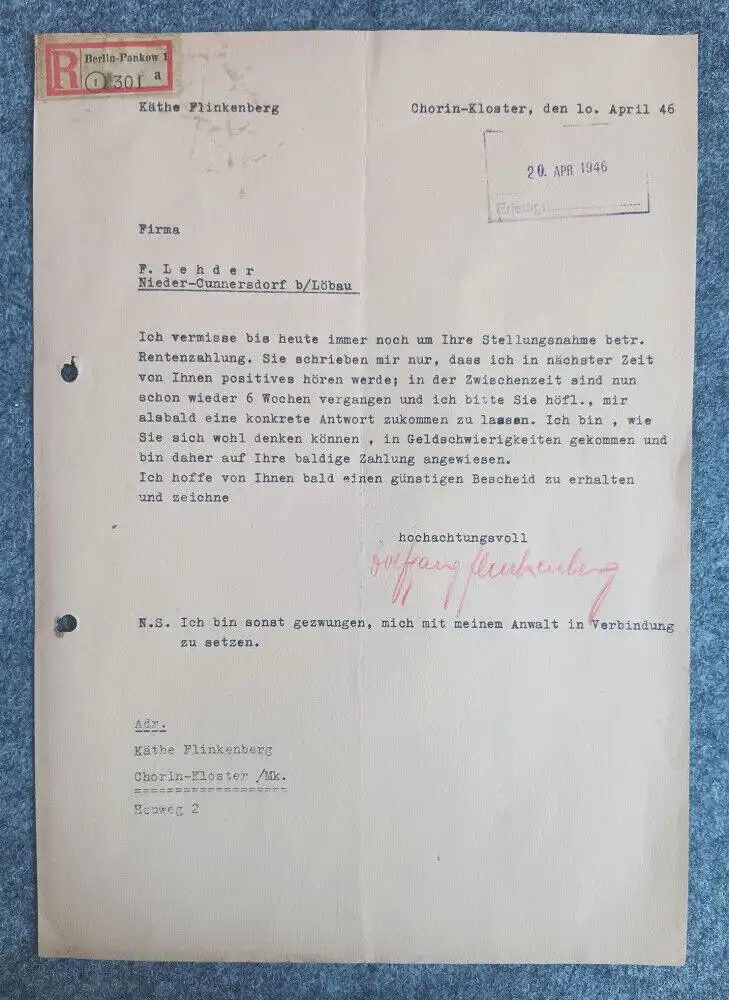 R Berlin-Pankow 1
1 301 a
Käthe Flinkenberg Chorin-Kloster, den 1o. April 46
20. APR 1946
Erledigt
Firma
F. L e h d e r
Nieder-Cunnersdorf b/Löbau
Ich vermisse bis heute immer noch um Ihre Stellungsnahme betr.
Rentenzahlung. Sie schrieben mir nur, dass ich in nächster Zeit
von Ihnen positives hören werde; in der Zwischenzeit sind nun
schon wieder 6 Wochen vergangen und ich bitte Sie höfl., mir
alsbald eine konkrete Antwort zukommen zu lassen. Ich bin , wie
Sie sich wohl denken können , in Geldschwierigkeiten gekommen und
bin daher auf Ihre baldige Zahlung angewiesen.
Ich hoffe von Ihnen bald einen günstigen Bescheid zu erhalten
und zeichne
hochachtungsvoll
Wolfgang Flinkenberg
N.S. Ich bin sonst gezwungen, mich mit meinem Anwalt in Verbindung
zu setzen.
Adr.
Käthe Flinkenberg
Chorin-Kloster /Mk.
===================
Heuweg 2